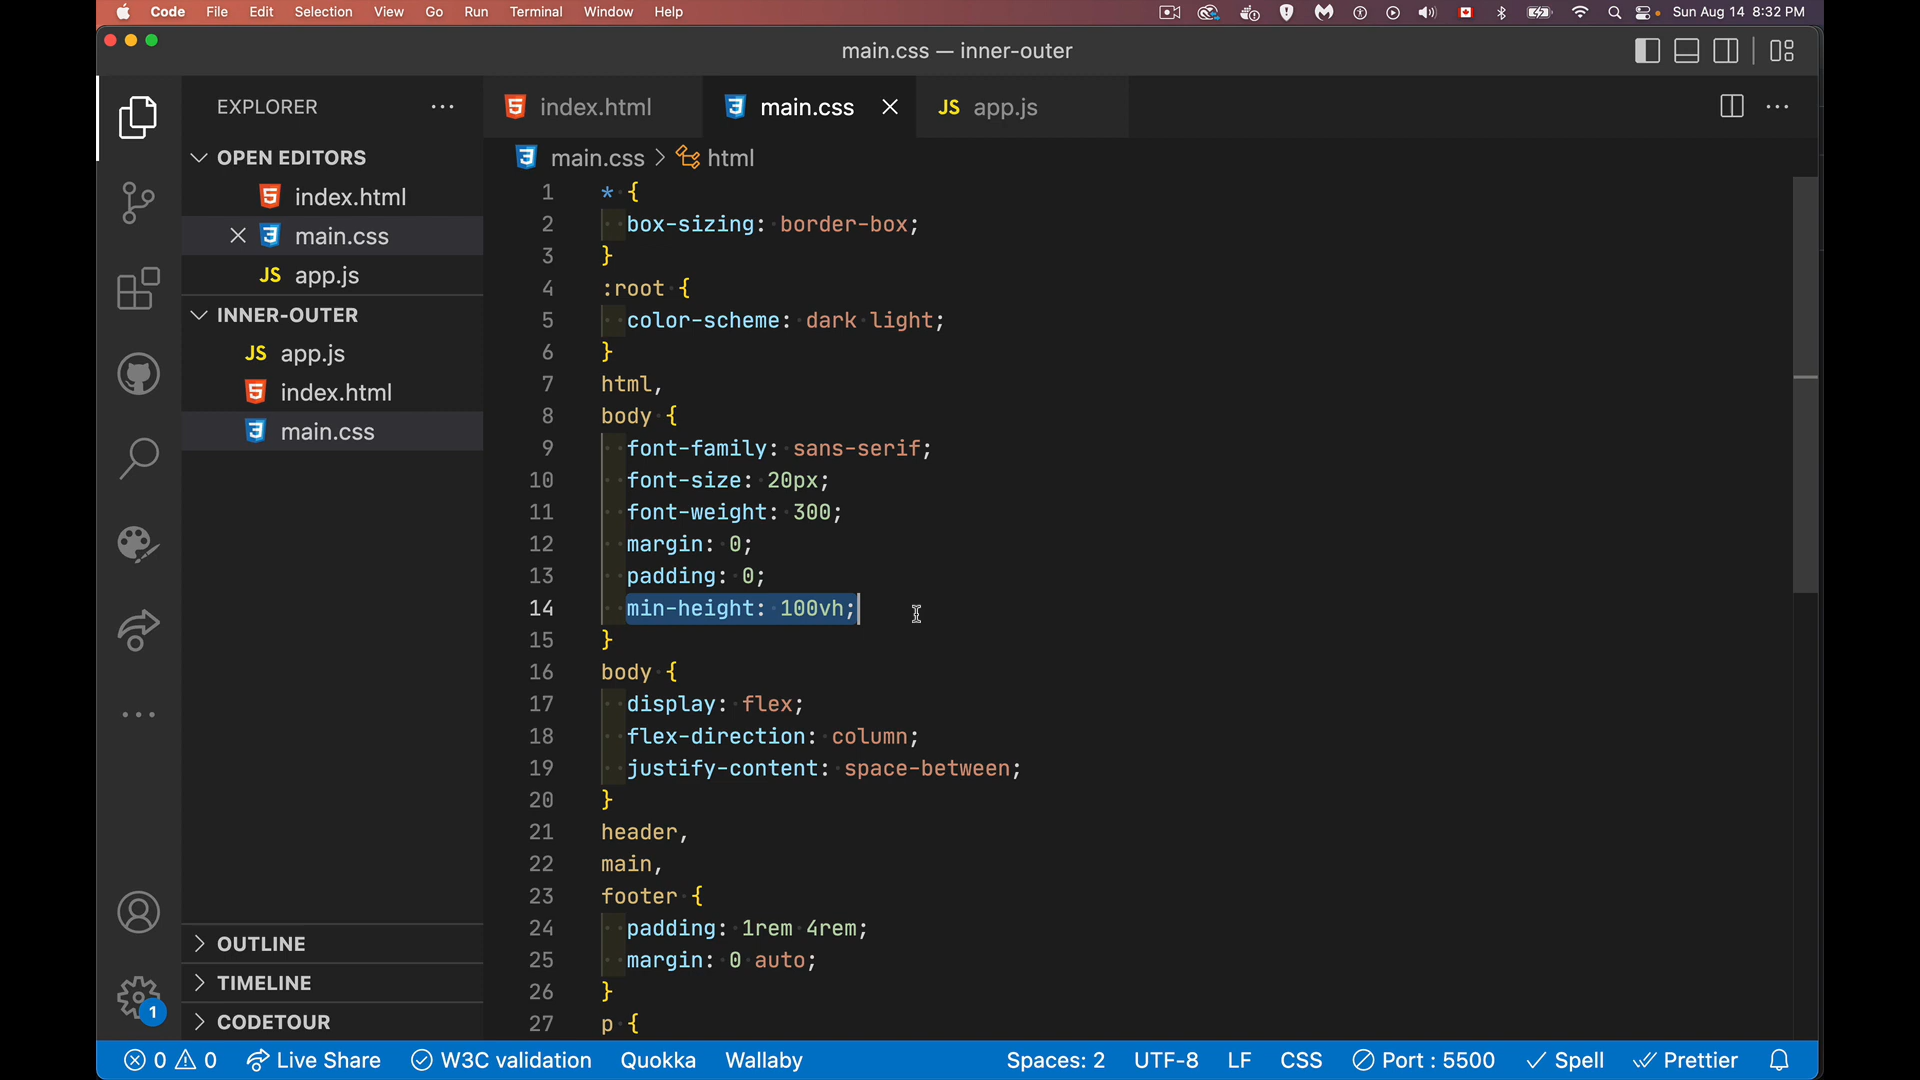 Code File Edit Selection View Go Run Terminal Window Help Sun Aug 14 8:32 PM
main.css — inner-outer
EXPLORER
OPEN EDITORS
index.html
main.css
JS app.js
INNER-OUTER
JS app.js
index.html
main.css
OUTLINE
TIMELINE
CODETOUR
1
index.html main.css JS app.js
main.css > html
1 * {
2 box-sizing: border-box;
3 }
4 :root {
5 color-scheme: dark light;
6 }
7 html,
8 body {
9 font-family: sans-serif;
10 font-size: 20px;
11 font-weight: 300;
12 margin: 0;
13 padding: 0;
14 min-height: 100vh;
15 }
16 body {
17 display: flex;
18 flex-direction: column;
19 justify-content: space-between;
20 }
21 header,
22 main,
23 footer {
24 padding: 1rem 4rem;
25 margin: 0 auto;
26 }
27 p {
0 0 Live Share W3C validation Quokka Wallaby Spaces: 2 UTF-8 LF CSS Port : 5500 Spell Prettier